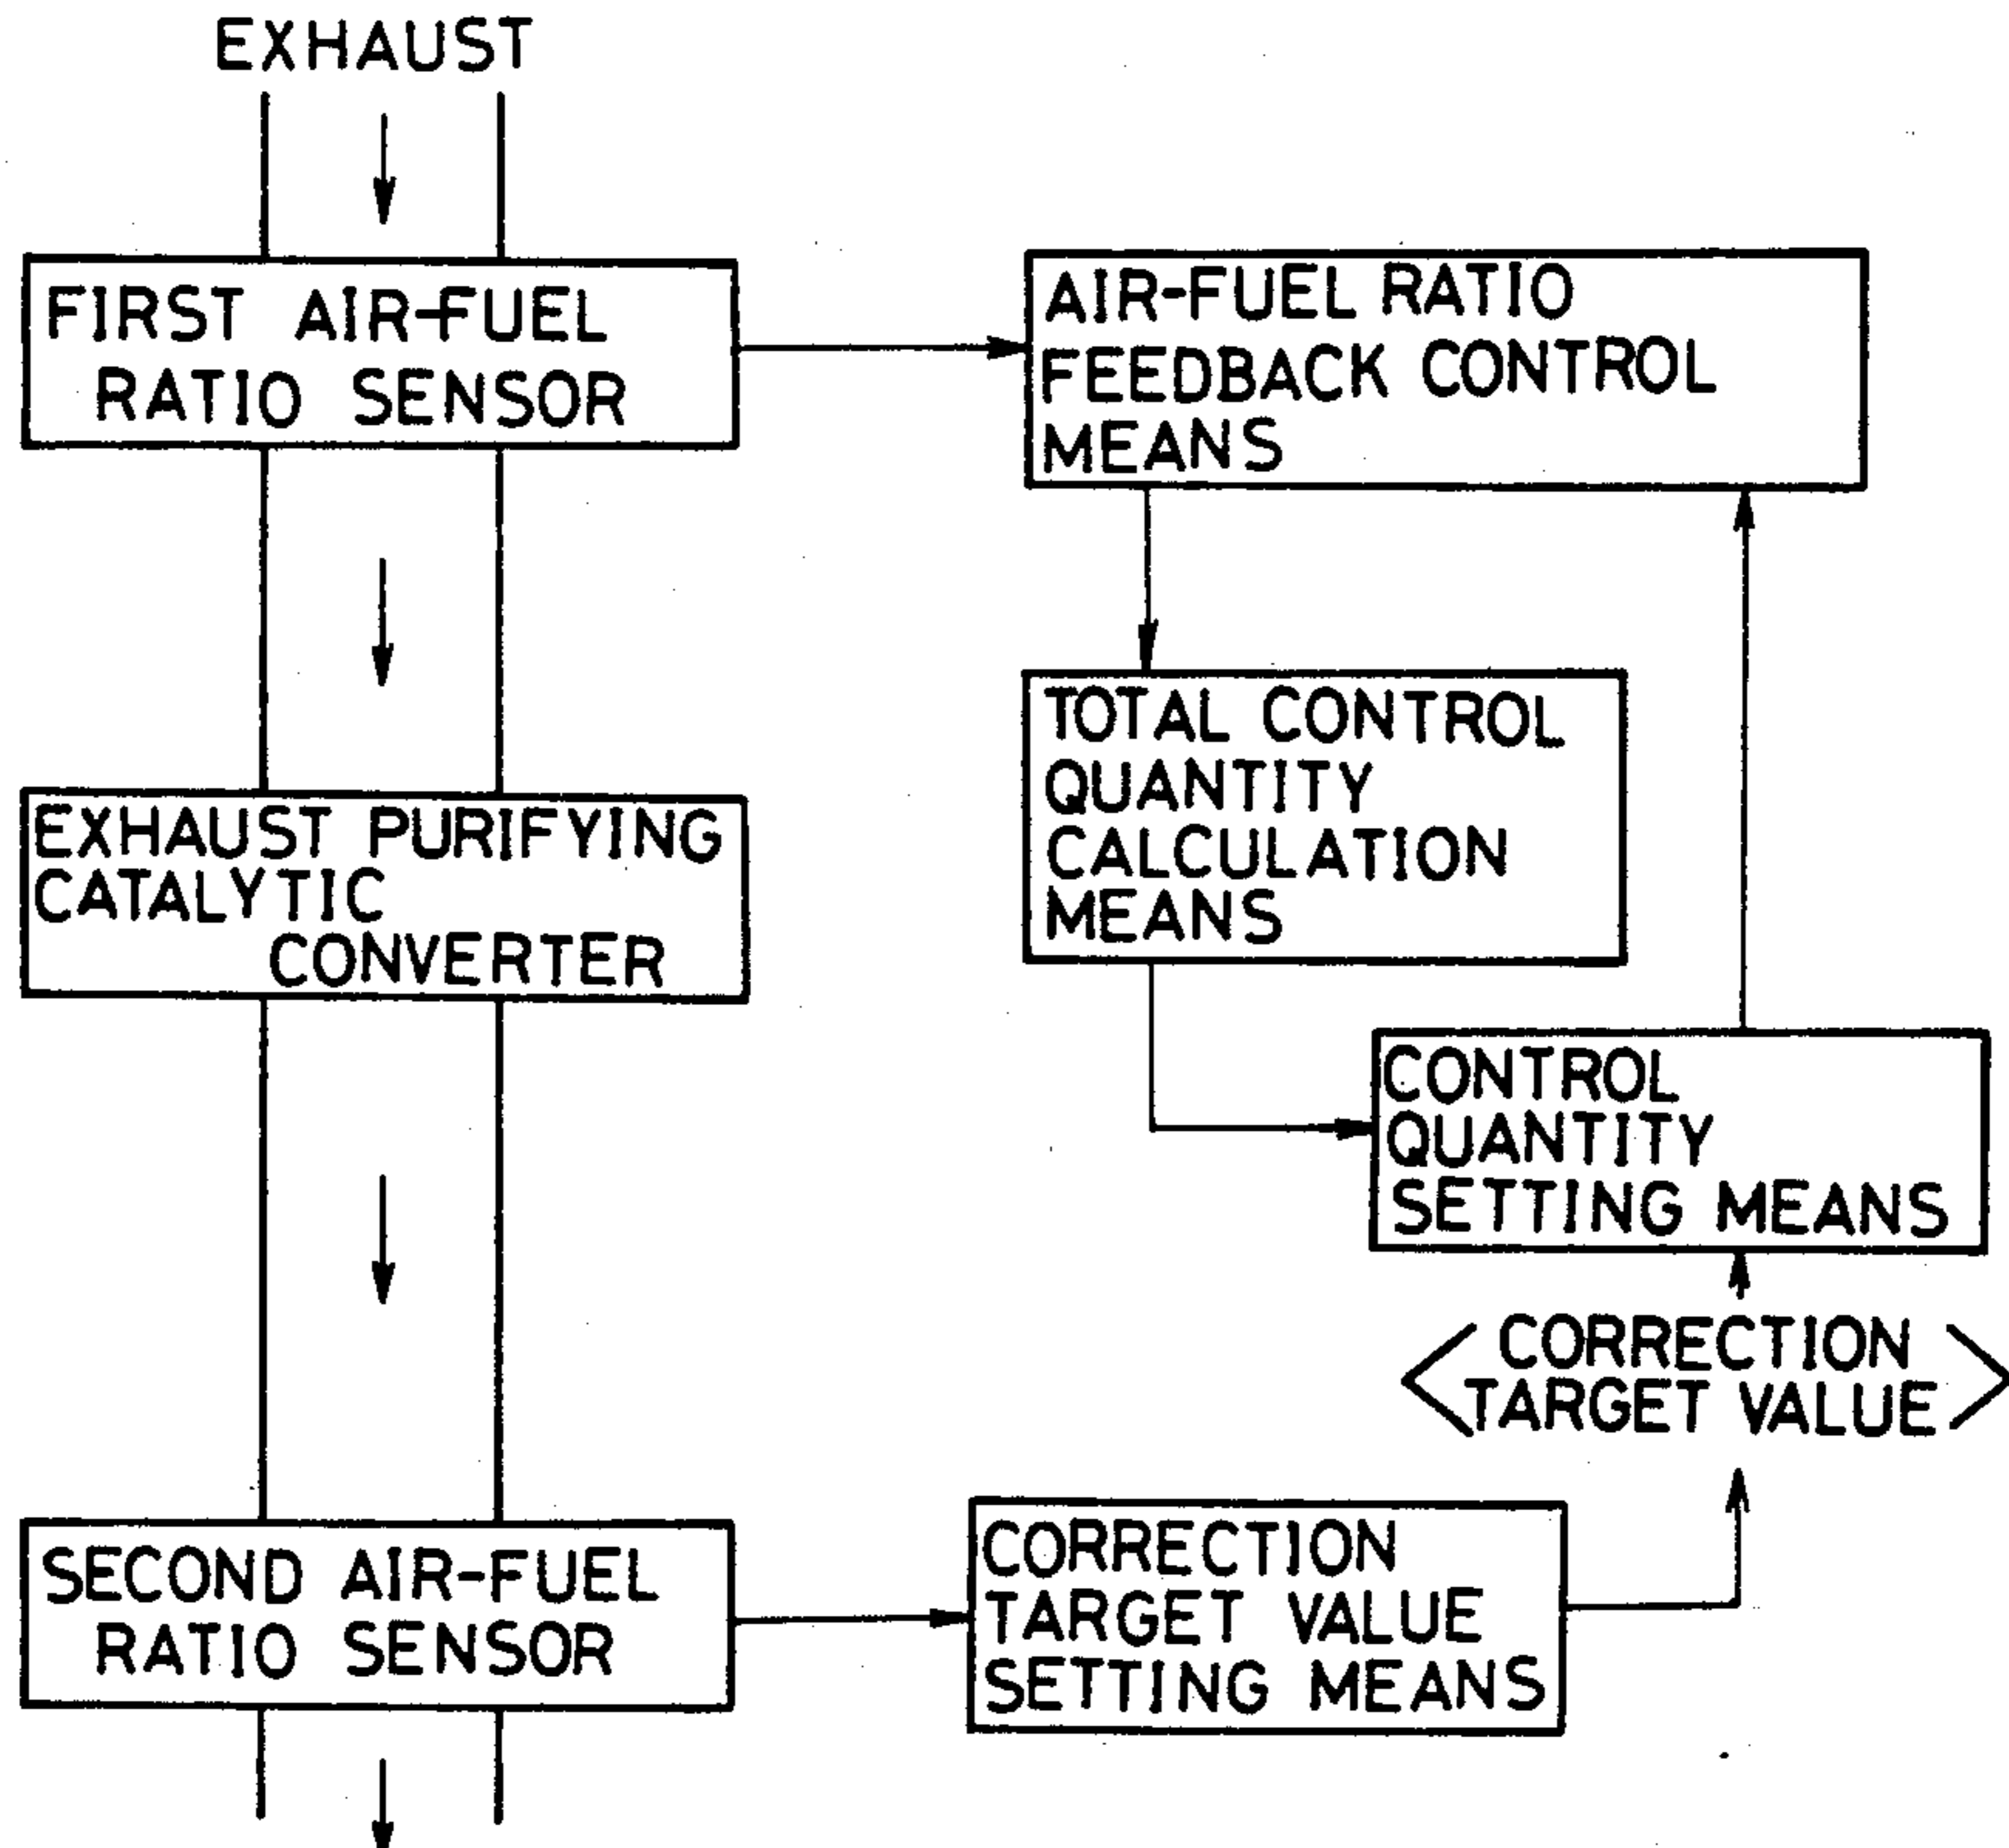 EXHAUST
FIRST AIR-FUEL
RATIO SENSOR
AIR-FUEL RATIO
FEEDBACK CONTROL
MEANS
TOTAL CONTROL
QUANTITY
CALCULATION
MEANS
EXHAUST PURIFYING
CATALYTIC
CONVERTER
CONTROL
QUANTITY
SETTING MEANS
CORRECTION
TARGET VALUE
SECOND AIR-FUEL
RATIO SENSOR
CORRECTION
TARGET VALUE
SETTING MEANS